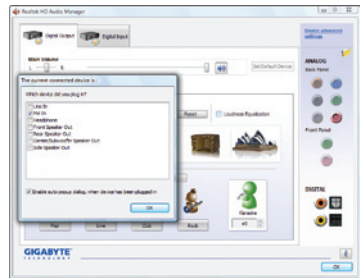 Realtek HD Audio Manager
Digital Output
Digital Input
Device advanced settings
Main Volume
L
R
Set Default Device
ANALOG
Back Panel
The current connected device is :
Which device did you plug in?
Line In
Mic In
Headphone
Front Speaker Out
Rear Speaker Out
Center/Subwoofer Speaker Out
Side Speaker Out
Enable auto popup dialog, when device has been plugged in
OK
Reset
Loudness Equalization
Front Panel
DIGITAL
Karaoke
+0
Pop
Live
Club
Rock
GIGABYTE
TECHNOLOGY
OK